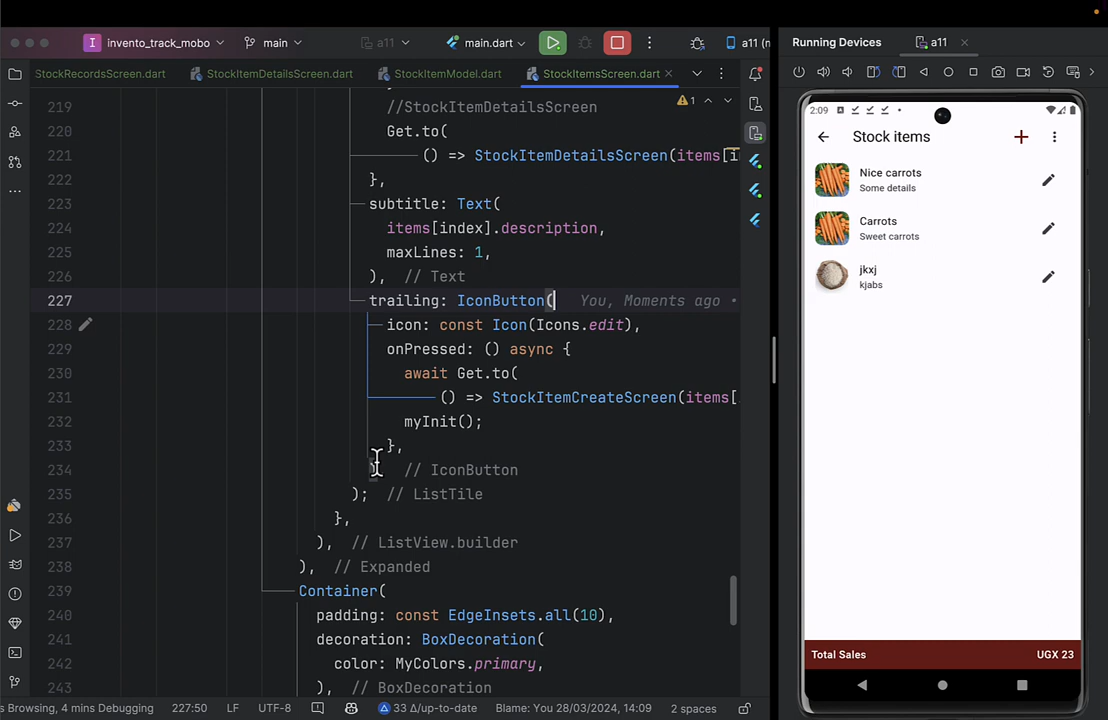 I invento_track_mobo main a11 main.dart a11 (m
Running Devices a11
StockRecordsScreen.dart StockItemDetailsScreen.dart StockItemModel.dart StockItemsScreen.dart
219 //StockItemDetailsScreen
220 Get.to(
221 () => StockItemDetailsScreen(items[i
222 },
223 subtitle: Text(
224 items[index].description,
225 maxLines: 1,
226 ), // Text
227 trailing: IconButton( You, Moments ago •
228 icon: const Icon(Icons.edit),
229 onPressed: () async {
230 await Get.to(
231 () => StockItemCreateScreen(items[
232 myInit();
233 },
234 // IconButton
235 ); // ListTile
236 },
237 ), // ListView.builder
238 ), // Expanded
239 Container(
240 padding: const EdgeInsets.all(10),
241 decoration: BoxDecoration(
242 color: MyColors.primary,
243 ), // BoxDecoration
1
s Browsing, 4 mins Debugging 227:50 LF UTF-8 33 Δ/up-to-date Blame: You 28/03/2024, 14:09 2 spaces
2:09
Stock items
Nice carrots
Some details
Carrots
Sweet carrots
jkxj
kjabs
Total Sales UGX 23